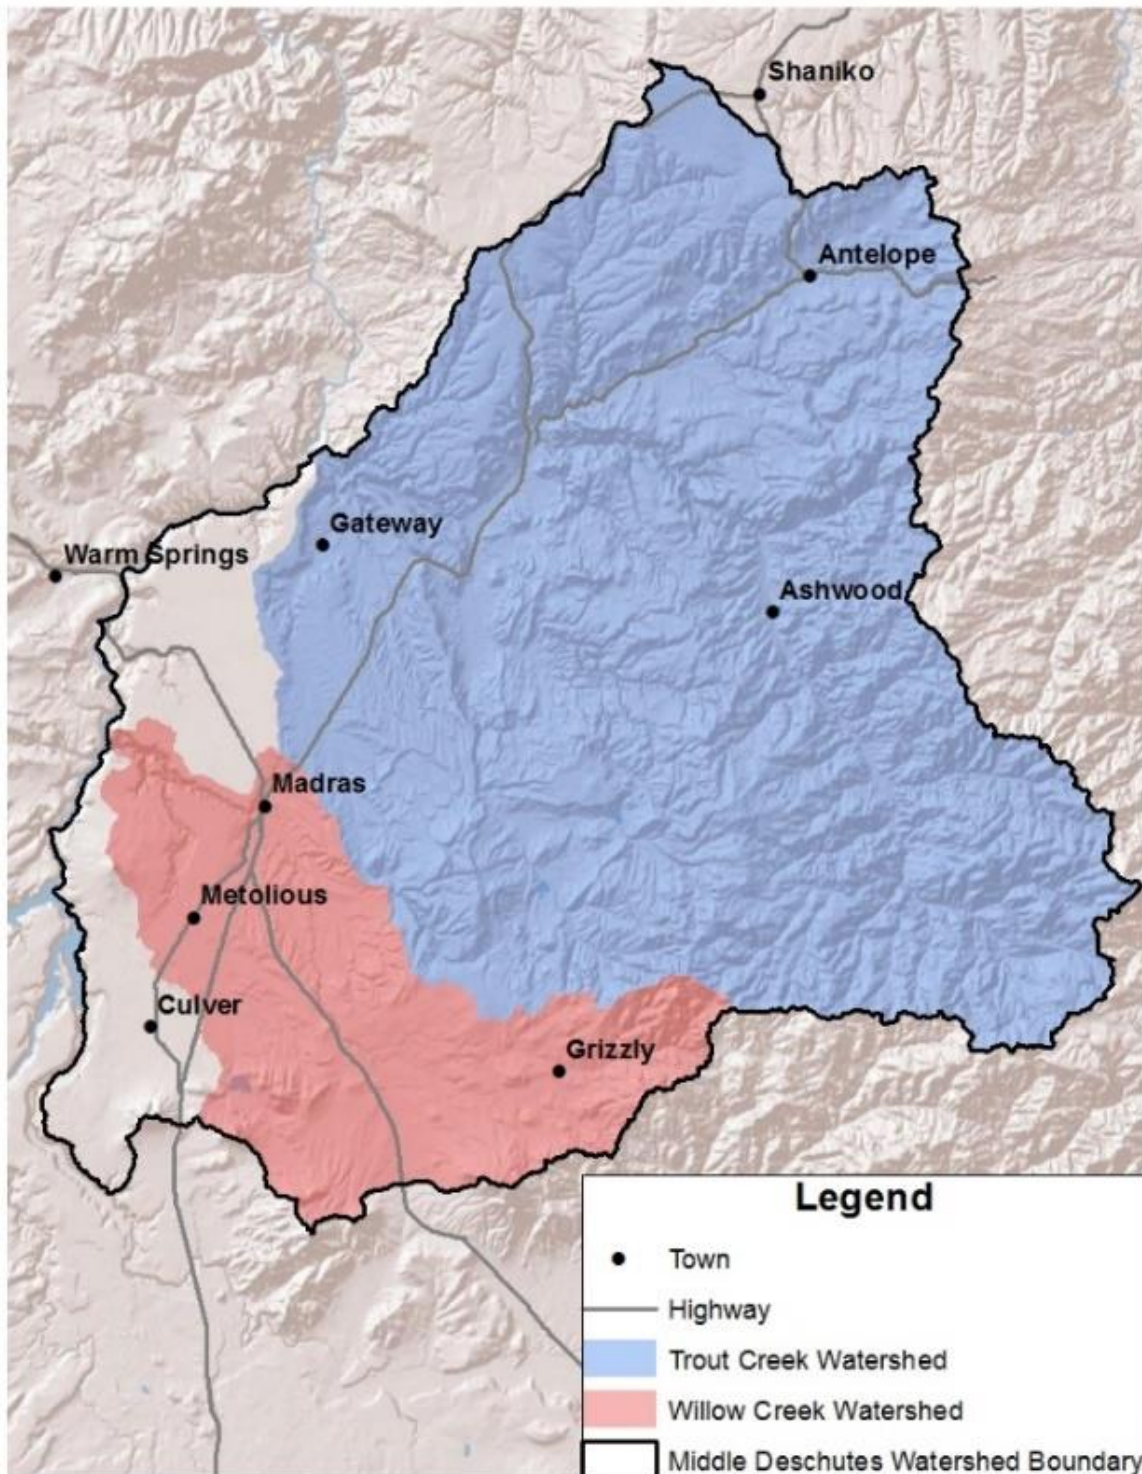 Shaniko
Antelope
Gateway
Warm Springs
Ashwood
Madras
Metolious
Culver
Grizzly
Legend
Town
Highway
Trout Creek Watershed
Willow Creek Watershed
Middle Deschutes Watershed Boundary